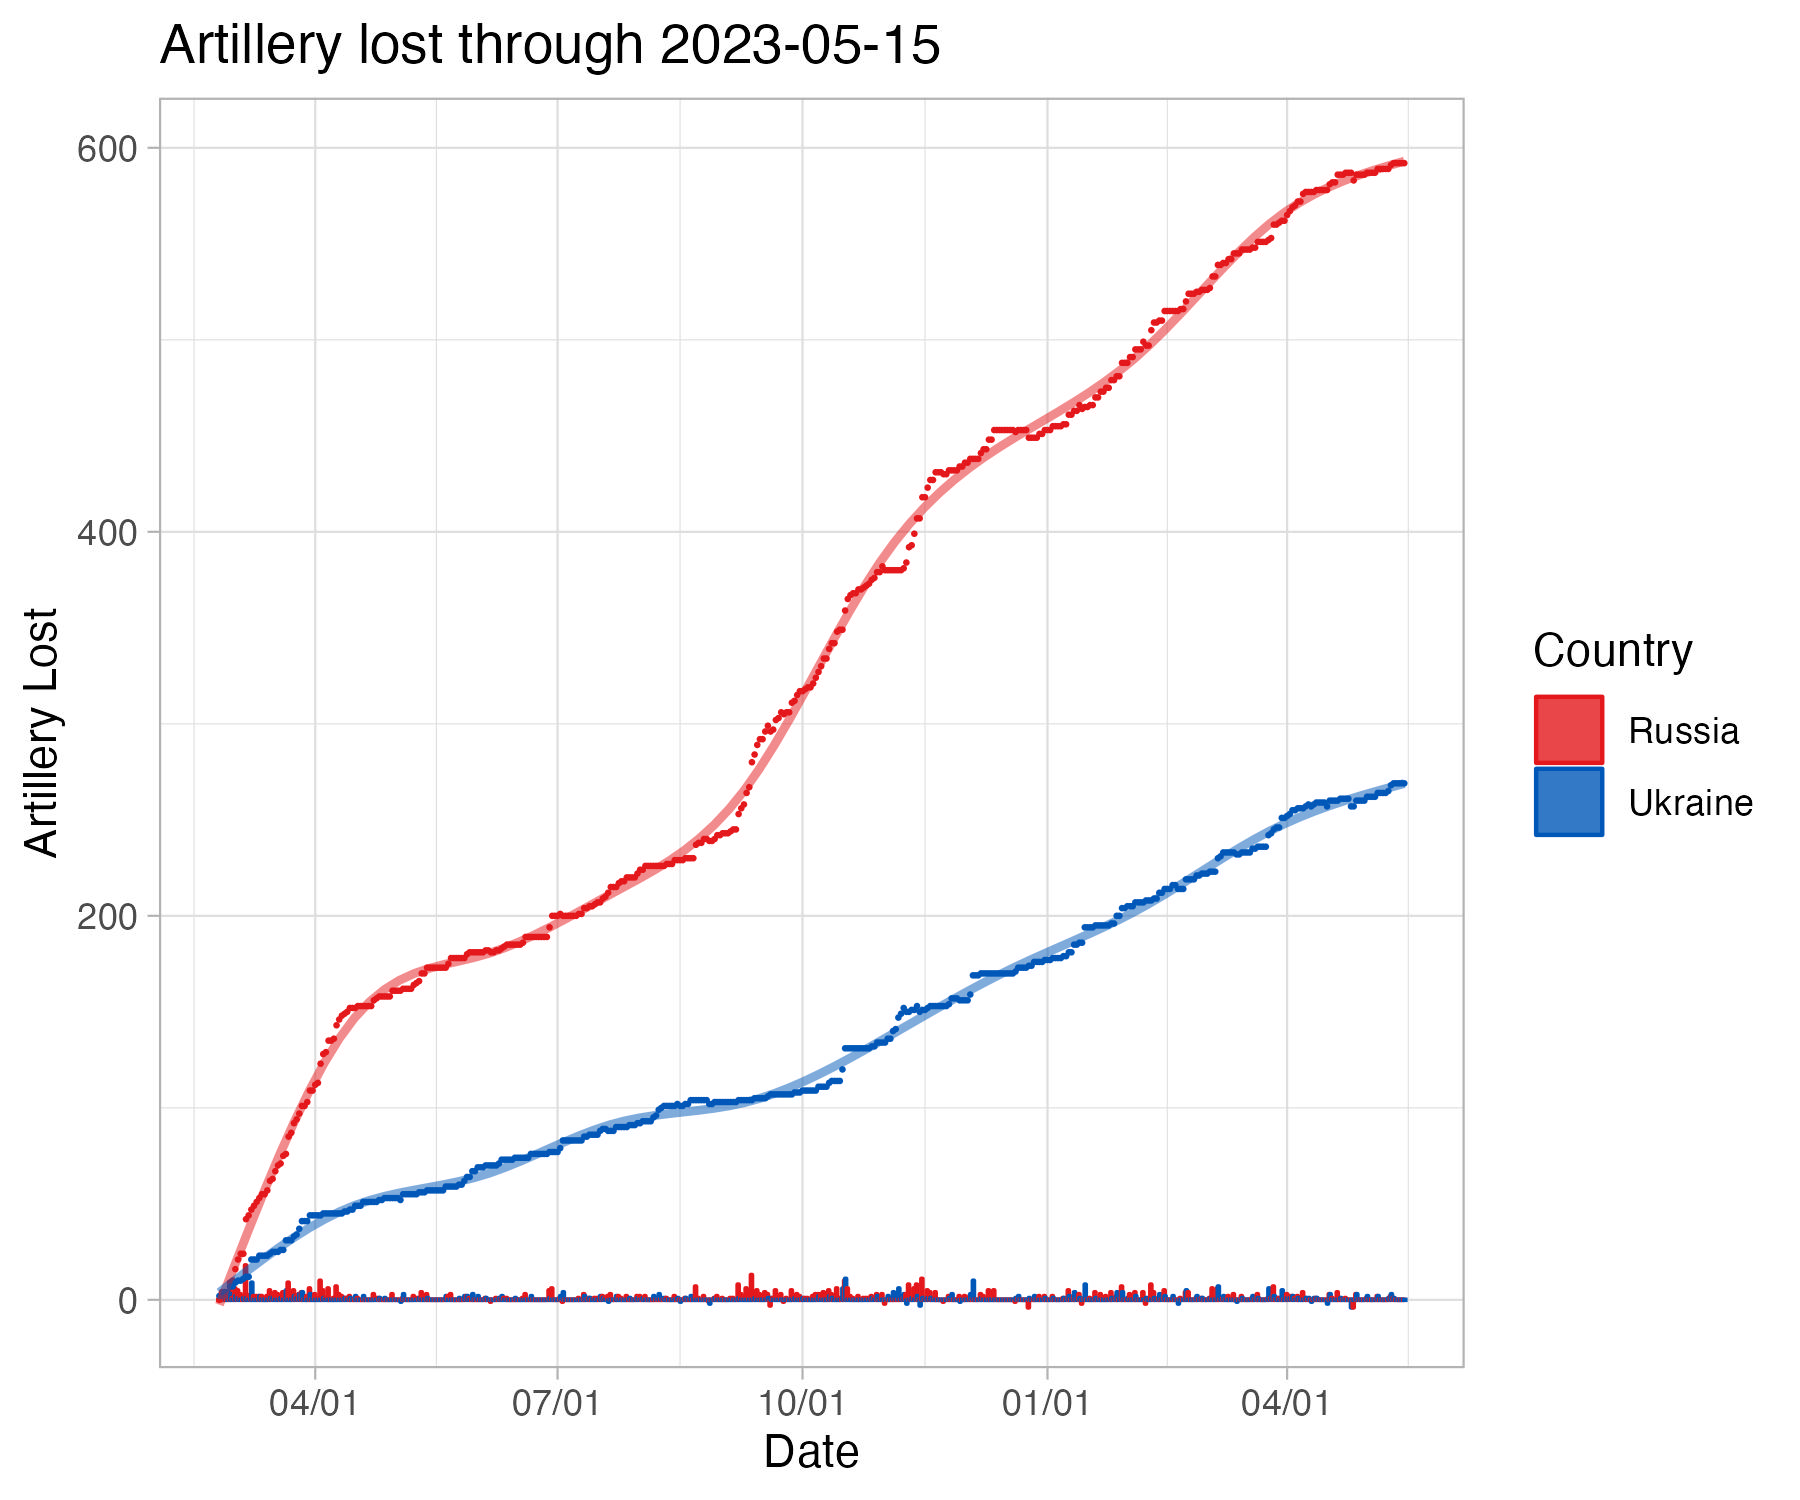 Artillery lost through 2023-05-15
600
400
200
0
Artillery Lost
04/01
07/01
10/01
01/01
04/01
Date
Country
Russia
Ukraine